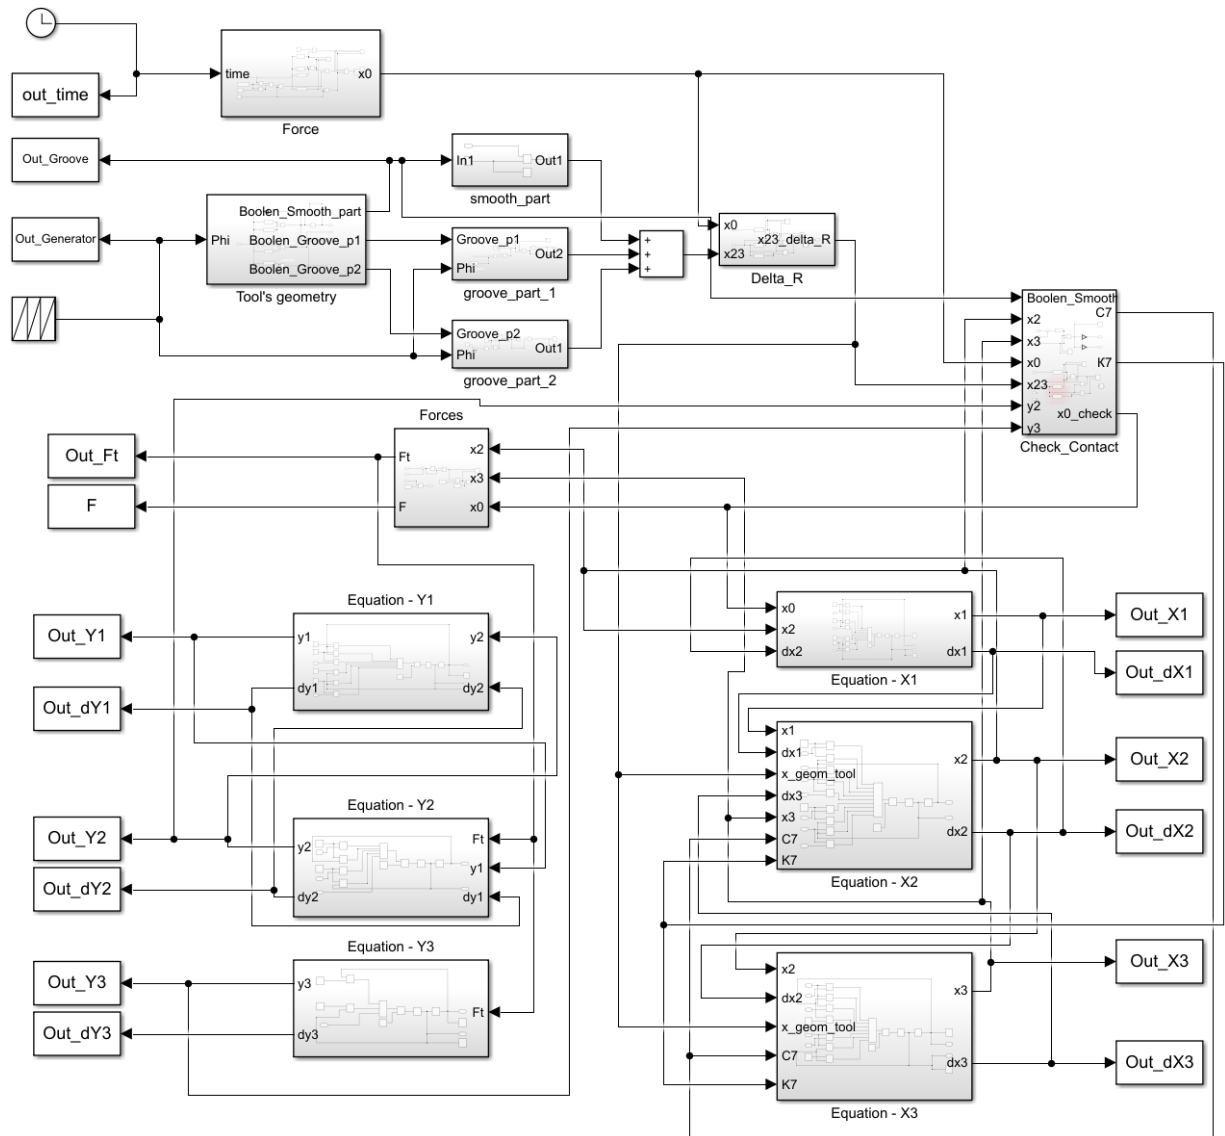 time
x0
out_time
Force
Out_Groove
In1
Out1
smooth_part
Boolen_Smooth_part
Out_Generator
Phi
Boolen_Groove_p1
Boolen_Groove_p2
Tool's geometry
Groove_p1
Out2
Phi
groove_part_1
+
+
+
x0
x23_delta_R
x23
Delta_R
Groove_p2
Out1
Phi
groove_part_2
Boolen_Smooth
C7
x2
x3
x0
K7
x23
y2
x0_check
y3
Check_Contact
Forces
Out_Ft
Ft
x2
x3
F
F
x0
Equation - Y1
Out_Y1
y1
y2
Out_dY1
dy1
dy2
x0
x1
Out_X1
x2
dx2
dx1
Out_dX1
Equation - X1
x1
dx1
x2
Out_X2
x_geom_tool
dx3
x3
dx2
Out_dX2
C7
K7
Equation - X2
Equation - Y2
Out_Y2
y2
Ft
y1
Out_dY2
dy2
dy1
Equation - Y3
Out_Y3
y3
Ft
Out_dY3
dy3
x2
x3
Out_X3
dx2
x_geom_tool
C7
dx3
Out_dX3
K7
Equation - X3